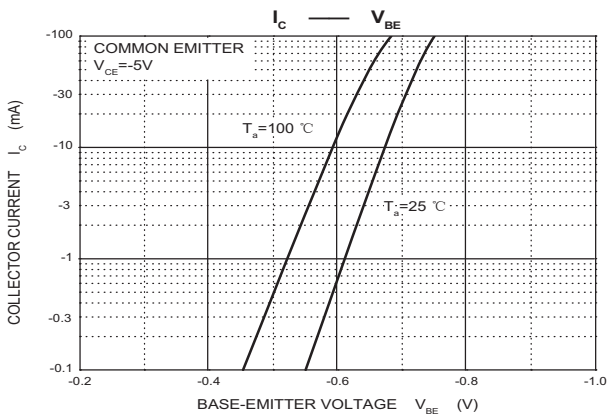 I_C —— V_BE
COMMON EMITTER
V_CE=-5V
T_a=100 ℃
T_a=25 ℃
COLLECTOR CURRENT I_C (mA)
-100
-30
-10
-3
-1
-0.3
-0.1
-0.2
-0.4
-0.6
-0.8
-1.0
BASE-EMITTER VOLTAGE V_BE (V)